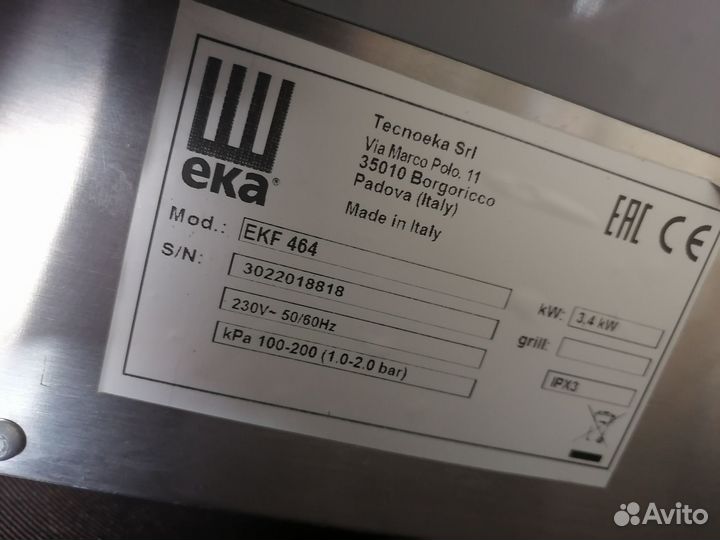 eka®
Tecnoeka Srl
Via Marco Polo, 11
35010 Borgoricco
Padova (Italy)
Made in Italy
EAC CE
Mod.: EKF 464
S/N: 3022018818
230V~ 50/60Hz
kPa 100-200 (1.0-2.0 bar)
kW: 3,4 kW
grill:
IPX3
Avito